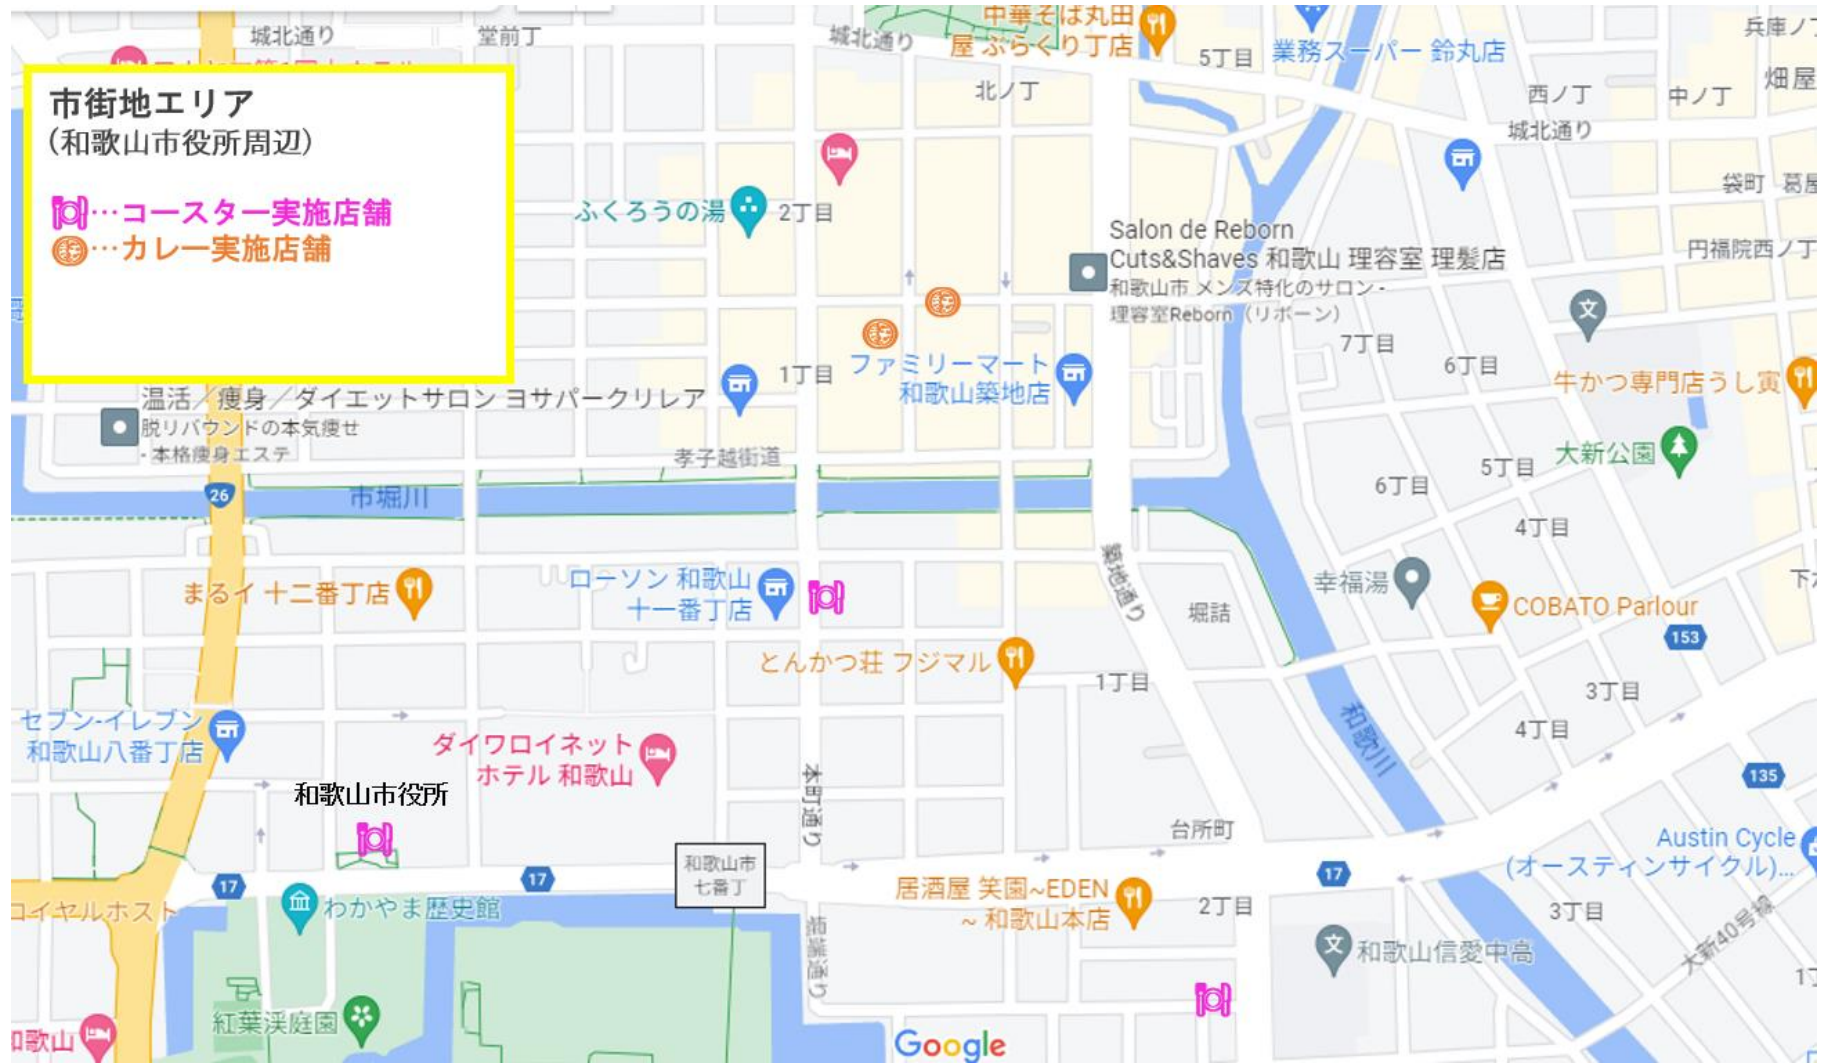 城北通り
堂前丁
城北通り
中華そば丸田
屋 ぶらくり丁店
5丁目
業務スーパー 鈴丸店
北ノ丁
西ノ丁
中ノ丁
城北通り
市街地エリア
(和歌山市役所周辺)
…コースター実施店舗
…カレー実施店舗
ふくろうの湯
2丁目
袋町
Salon de Reborn
Cuts&Shaves 和歌山 理容室 理髪店
和歌山市 メンズ特化のサロン -
理容室Reborn（リボーン）
円福院西ノ丁
7丁目
6丁目
1丁目
ファミリーマート
和歌山築地店
牛かつ専門店うし寅
温活／痩身／ダイエットサロン ヨサパークリレア
脱リバウンドの本気痩せ
- 本格痩身エステ
孝子越街道
大新公園
5丁目
6丁目
26
市堀川
4丁目
まるイ 十二番丁店
ローソン 和歌山
十一番丁店
築地通り
堀詰
幸福湯
COBATO Parlour
153
とんかつ荘 フジマル
1丁目
3丁目
4丁目
セブン-イレブン
和歌山八番丁店
ダイワロイネット
ホテル 和歌山
和歌川
和歌山市役所
本町通り
135
台所町
Austin Cycle
(オースティンサイクル)...
和歌山市
七番丁
17
17
17
ロイヤルホスト
わかやま歴史館
居酒屋 笑園~EDEN
~ 和歌山本店
2丁目
3丁目
和歌山信愛中高
大新40号線
紅葉渓庭園
和歌山
Google